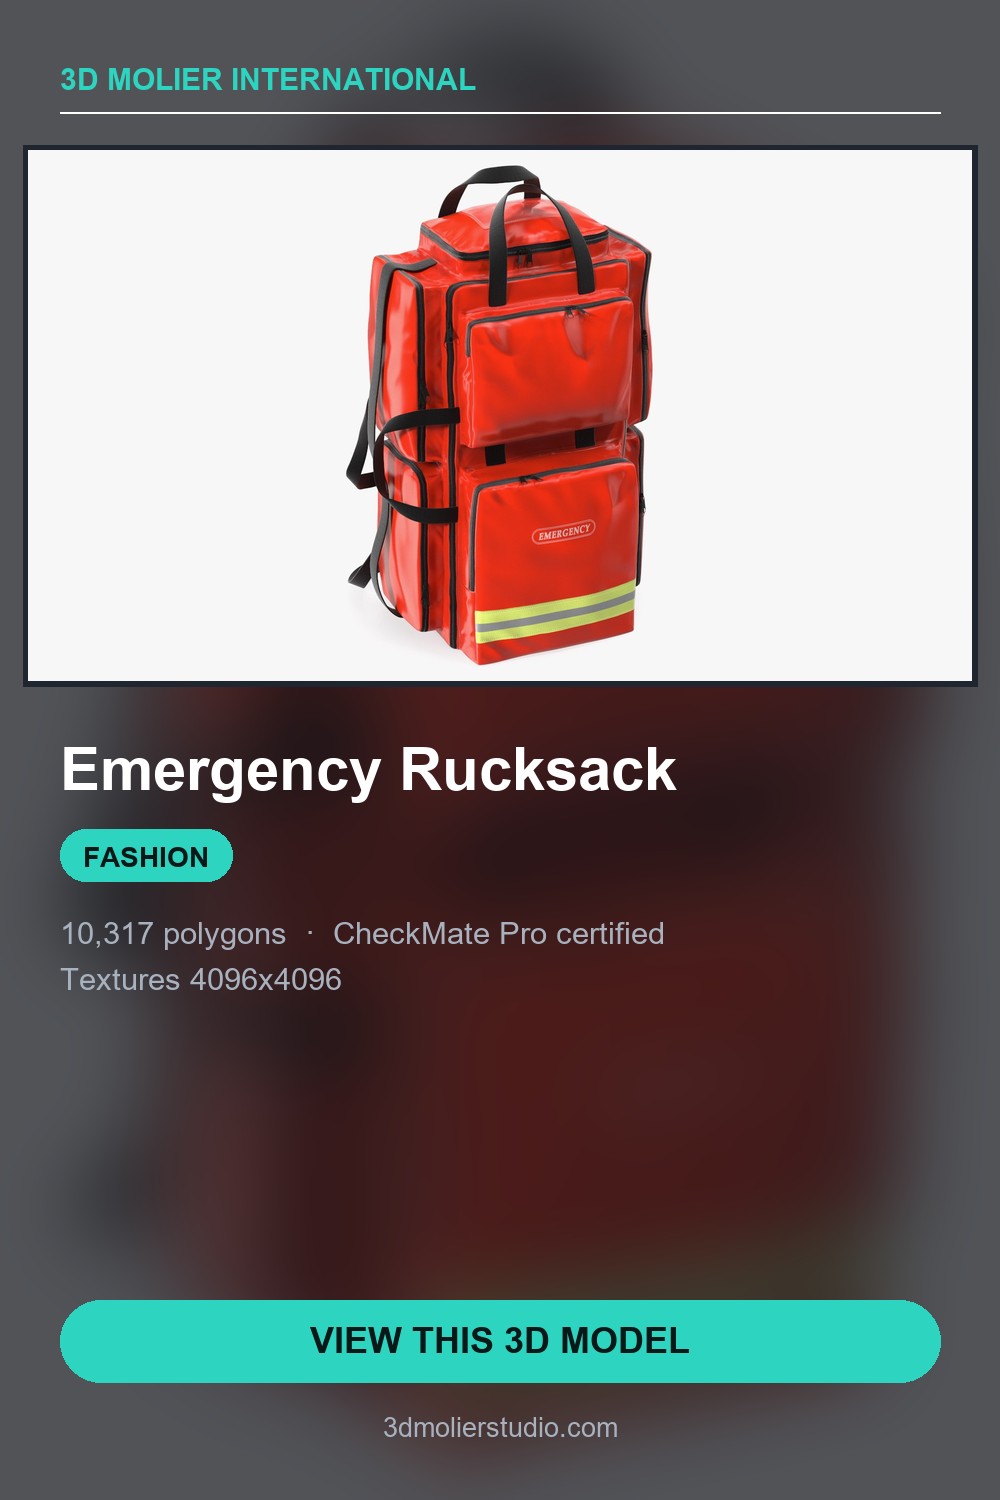 3D MOLIER INTERNATIONAL
EMERGENCY
Emergency Rucksack
FASHION
10,317 polygons · CheckMate Pro certified
Textures 4096x4096
VIEW THIS 3D MODEL
3dmolierstudio.com